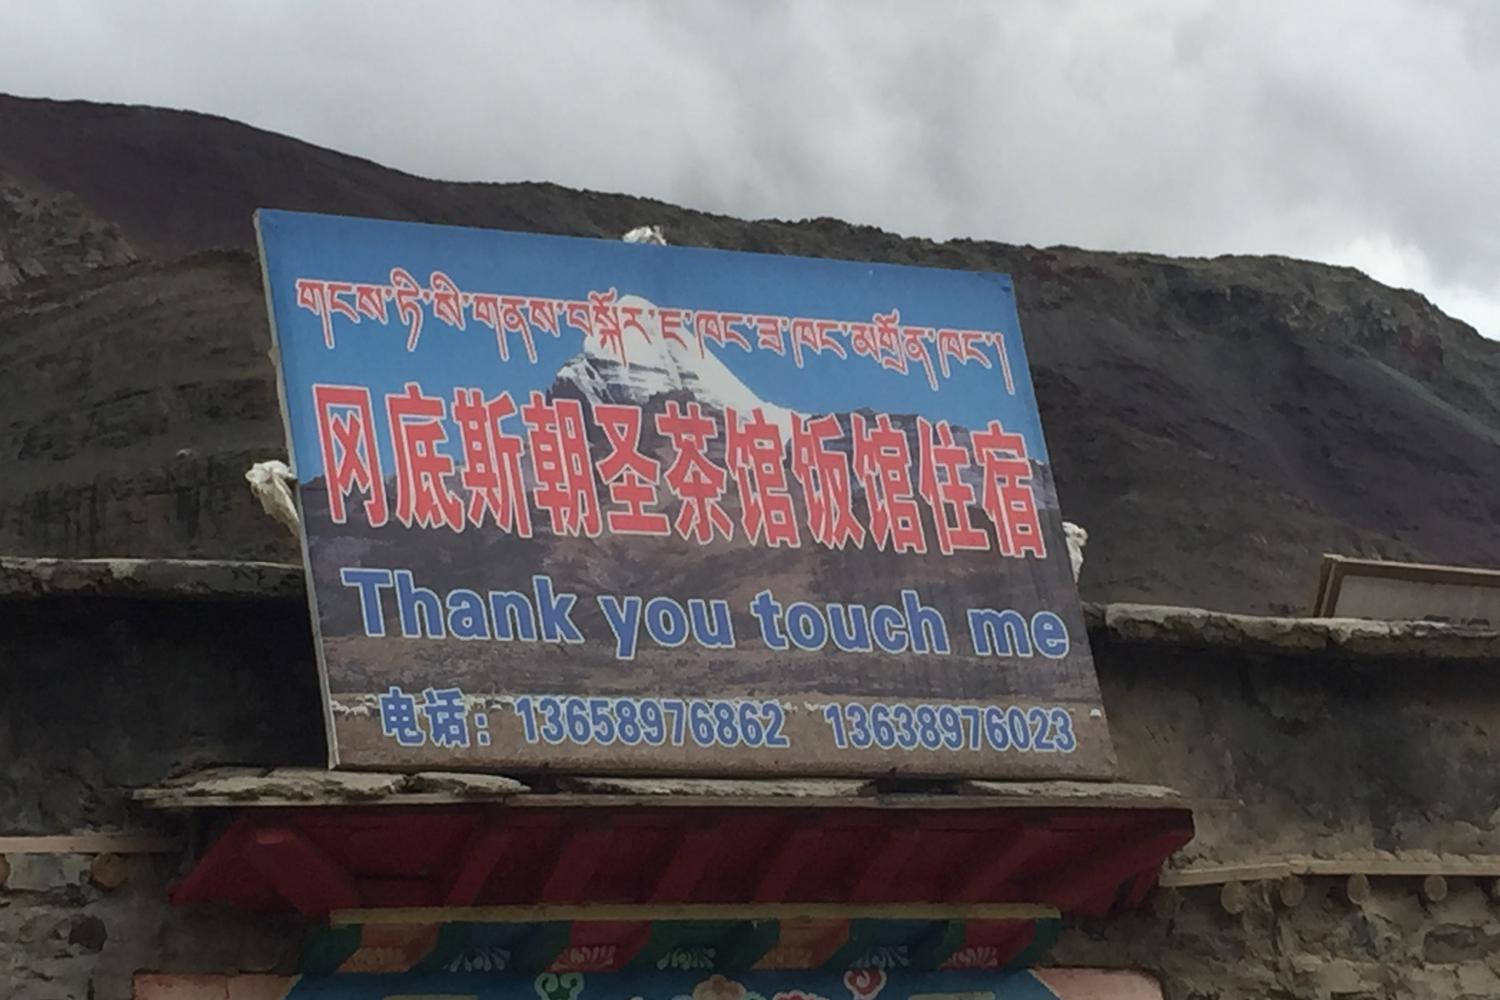 གངས་ཏི་སི་གནས་བསྐོར་ཇ་ཁང་ཟ་ཁང་མགྲོན་ཁང་།
冈底斯朝圣茶馆饭馆住宿
Thank you touch me
电话：13658976862 13638976023